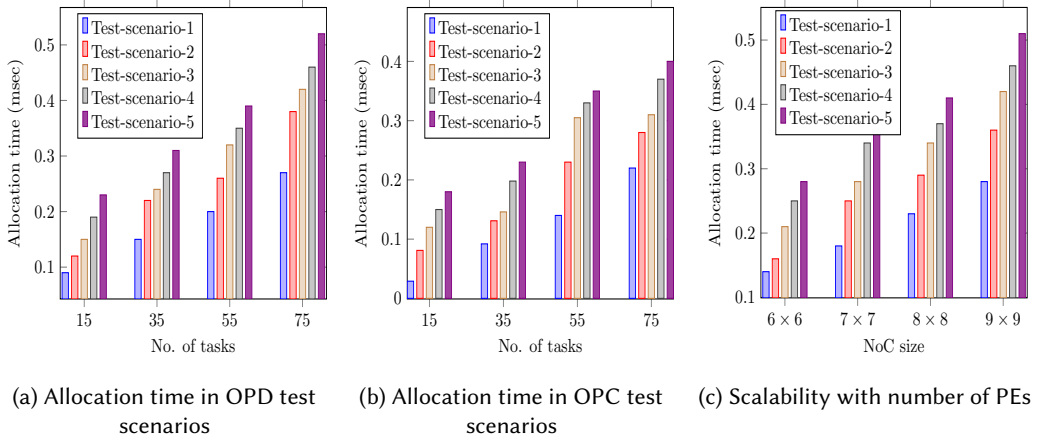 Test-scenario-1
Test-scenario-2
Test-scenario-3
Test-scenario-4
Test-scenario-5
0.5
0.4
0.3
0.2
0.1
Allocation time (msec)
15 35 55 75
No. of tasks
(a) Allocation time in OPD test
scenarios
Test-scenario-1
Test-scenario-2
Test-scenario-3
Test-scenario-4
Test-scenario-5
0.4
0.3
0.2
0.1
0
Allocation time (msec)
15 35 55 75
No. of tasks
(b) Allocation time in OPC test
scenarios
Test-scenario-1
Test-scenario-2
Test-scenario-3
Test-scenario-4
Test-scenario-5
0.5
0.4
0.3
0.2
0.1
Allocation time (msec)
6 × 6 7 × 7 8 × 8 9 × 9
NoC size
(c) Scalability with number of PEs